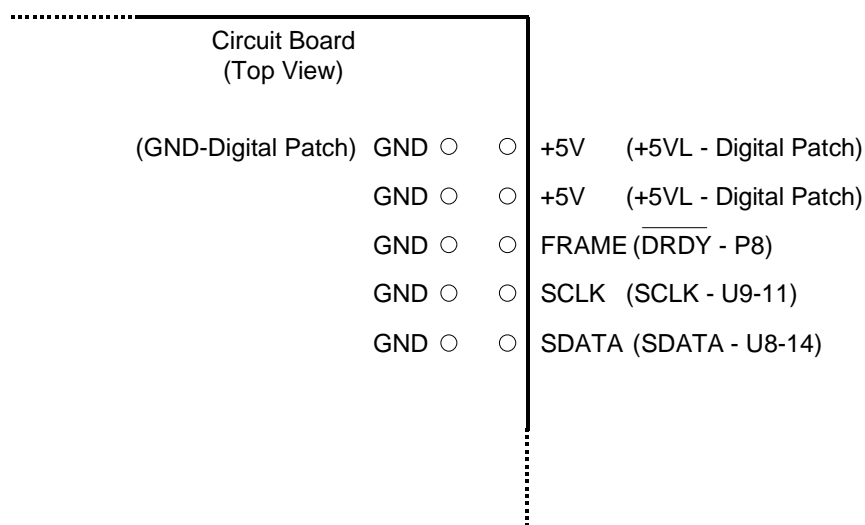 Circuit Board
(Top View)
(GND-Digital Patch) GND +5V (+5VL - Digital Patch)
GND +5V (+5VL - Digital Patch)
GND FRAME (D̅R̅D̅Y̅ - P8)
GND SCLK (SCLK - U9-11)
GND SDATA (SDATA - U8-14)